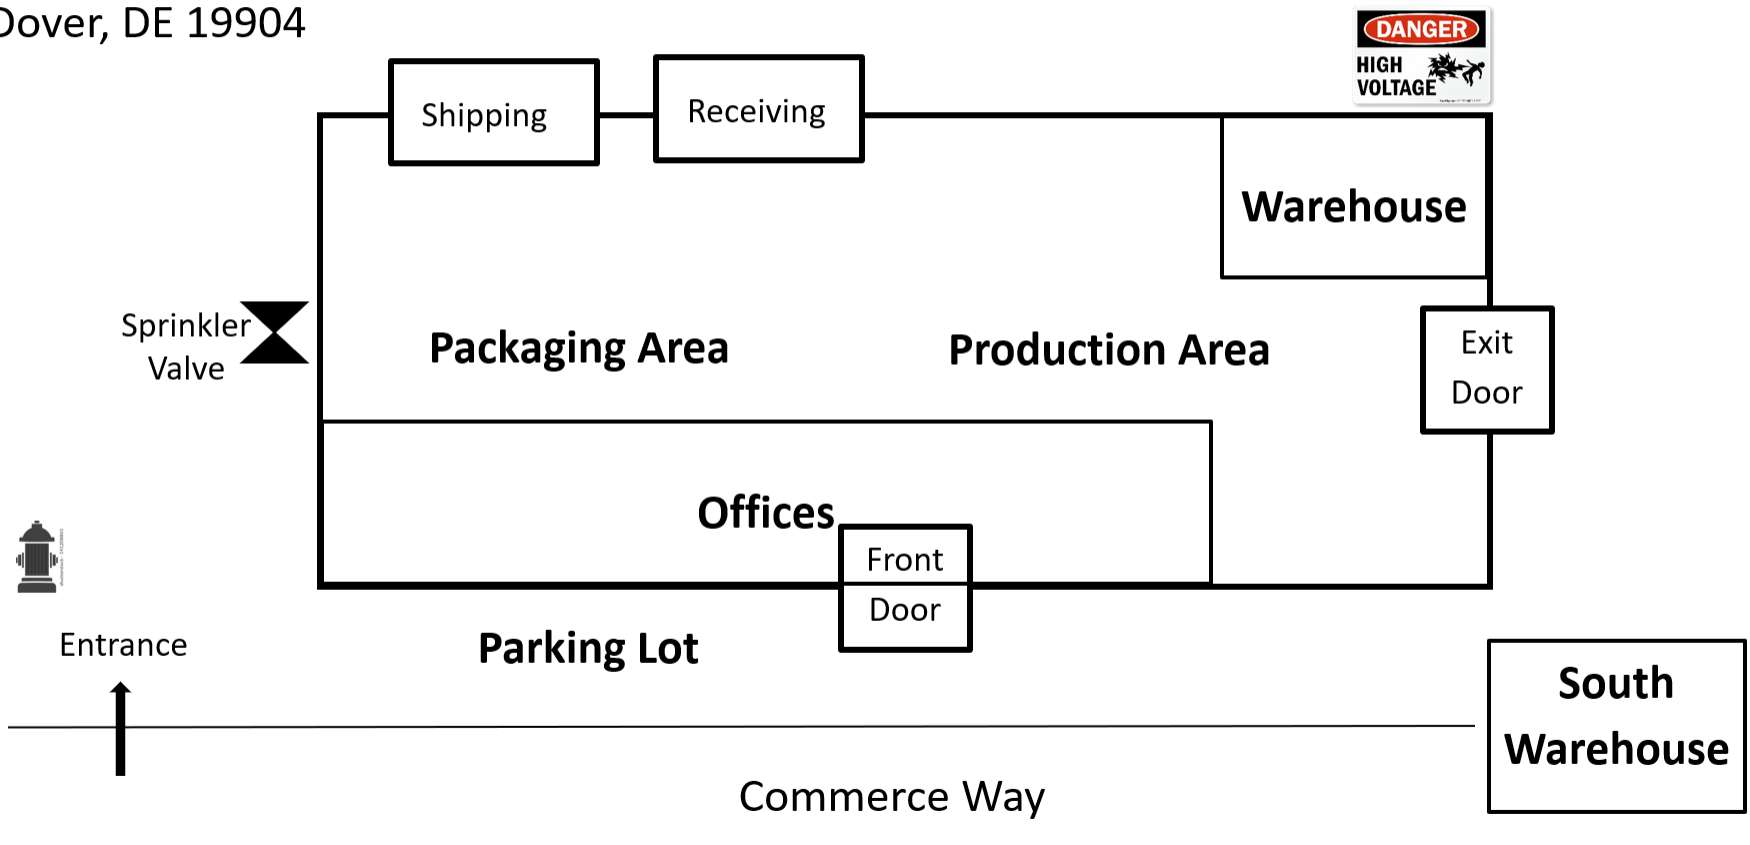 Dover, DE 19904
DANGER
HIGH
VOLTAGE
Shipping
Receiving
Warehouse
Sprinkler
Valve
Packaging Area
Production Area
Exit
Door
Offices
Front
Door
Entrance
Parking Lot
South
Warehouse
Commerce Way